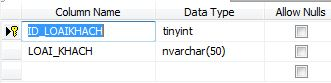 Column Name Data Type Allow Nulls
ID_LOAIKHACH tinyint
LOAI_KHACH nvarchar(50)